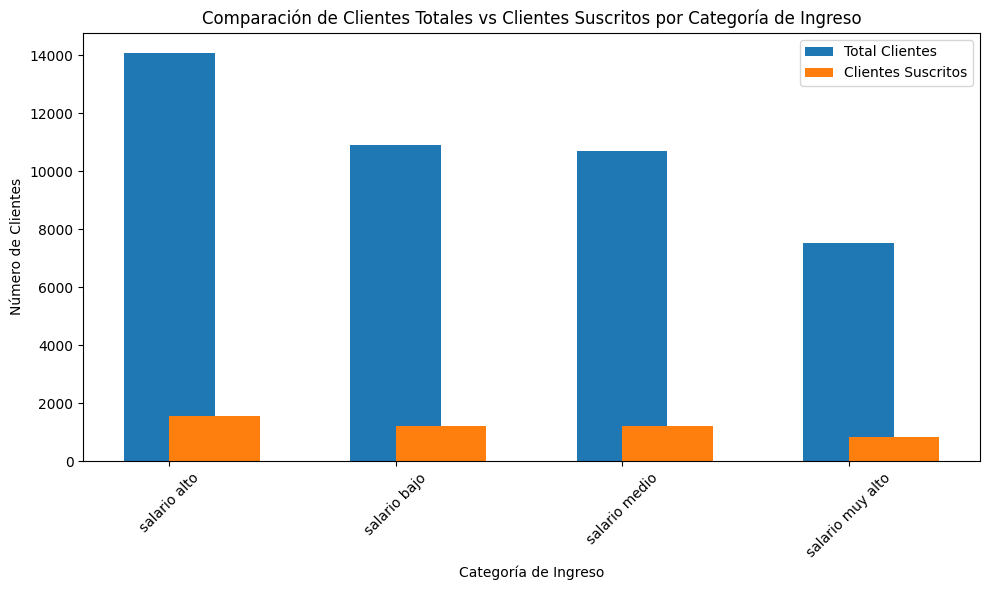 Comparación de Clientes Totales vs Clientes Suscritos por Categoría de Ingreso
Total Clientes
Clientes Suscritos
Número de Clientes
14000
12000
10000
8000
6000
4000
2000
0
salario alto
salario bajo
salario medio
salario muy alto
Categoría de Ingreso